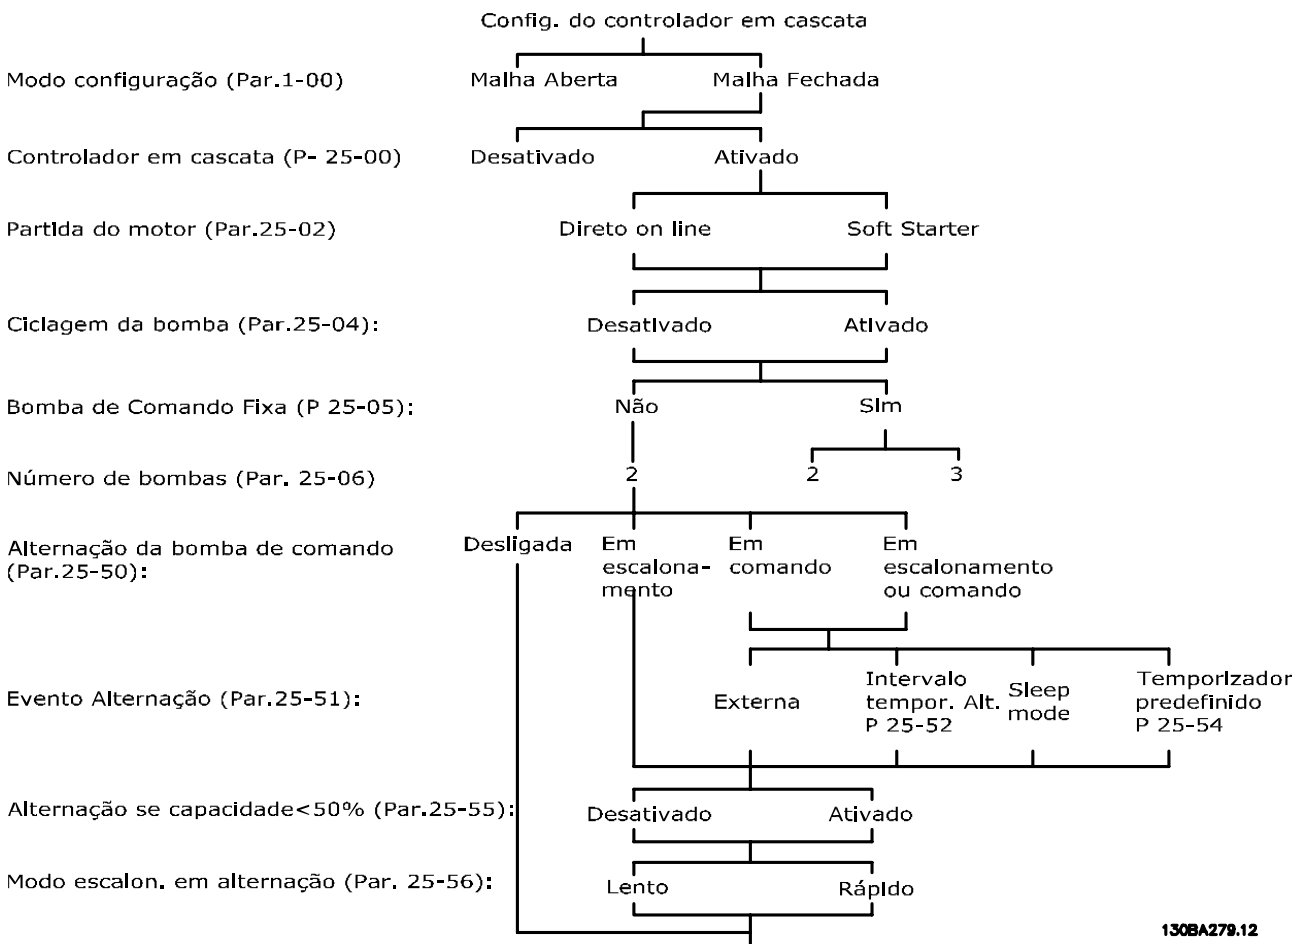 Config. do controlador em cascata
Modo configuração (Par.1-00)
Malha Aberta
Malha Fechada
Controlador em cascata (P- 25-00)
Desativado
Ativado
Partida do motor (Par.25-02)
Direto on line
Soft Starter
Ciclagem da bomba (Par.25-04):
Desativado
Ativado
Bomba de Comando Fixa (P 25-05):
Não
Sim
Número de bombas (Par. 25-06)
2
2
3
Alternação da bomba de comando
(Par.25-50):
Desligada
Em
escalona-
mento
Em
comando
Em
escalonamento
ou comando
Evento Alternação (Par.25-51):
Externa
Intervalo
tempor. Alt.
P 25-52
Sleep
mode
Temporizador
predefinido
P 25-54
Alternação se capacidade<50% (Par.25-55):
Desativado
Ativado
Modo escalon. em alternação (Par. 25-56):
Lento
Rápido
130BA279.12